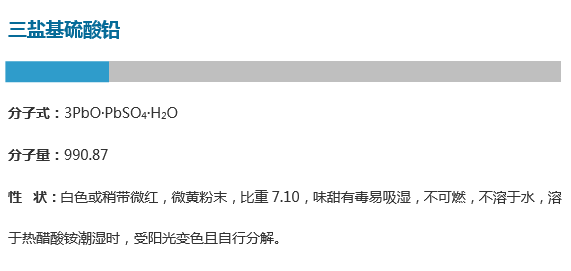 三盐基硫酸铅
分子式：3PbO·PbSO₄·H₂O
分子量：990.87
性 状：白色或稍带微红，微黄粉末，比重 7.10，味甜有毒易吸湿，不可燃，不溶于水，溶
于热醋酸铵潮湿时，受阳光变色且自行分解。